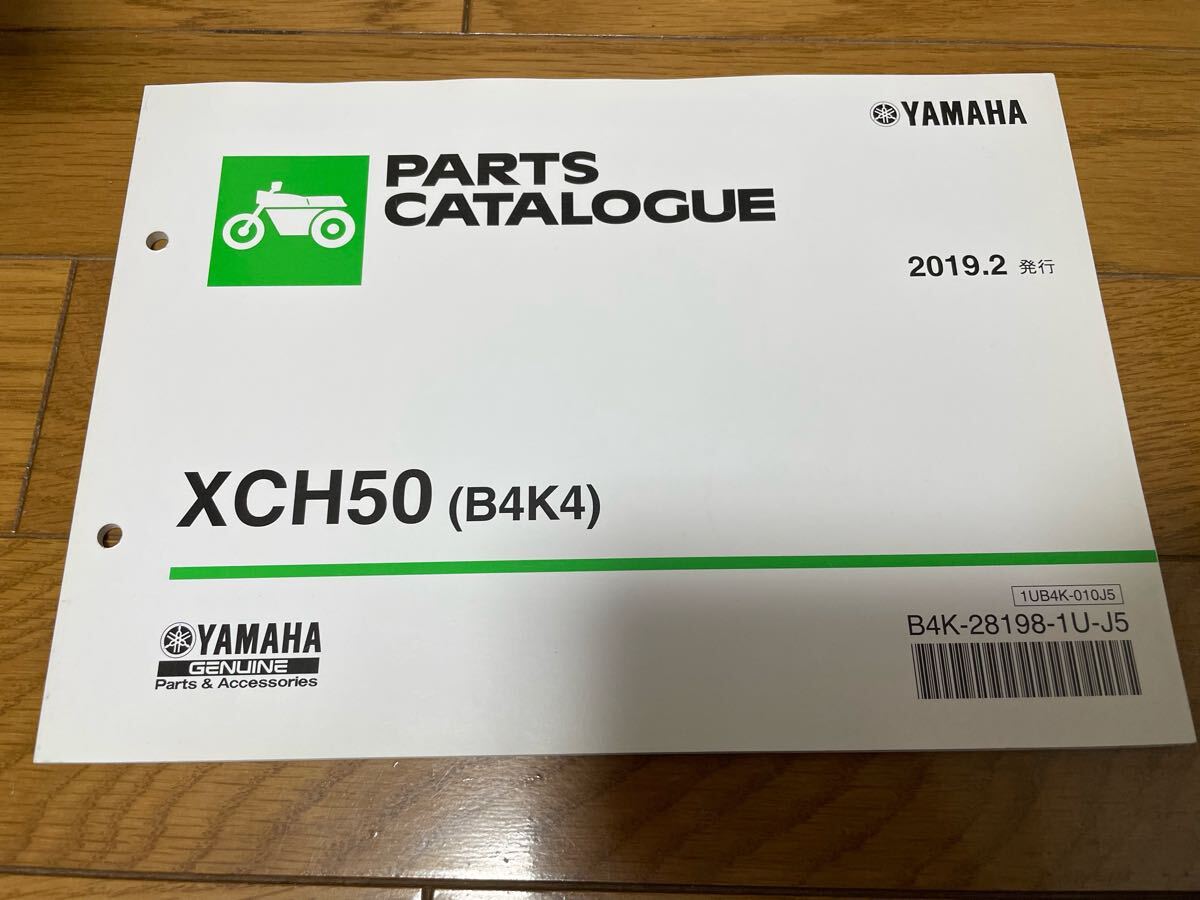 YAMAHA
PARTS
CATALOGUE
2019.2 発行
XCH50 (B4K4)
1UB4K-010J5
B4K-28198-1U-J5
YAMAHA
GENUINE
Parts & Accessories